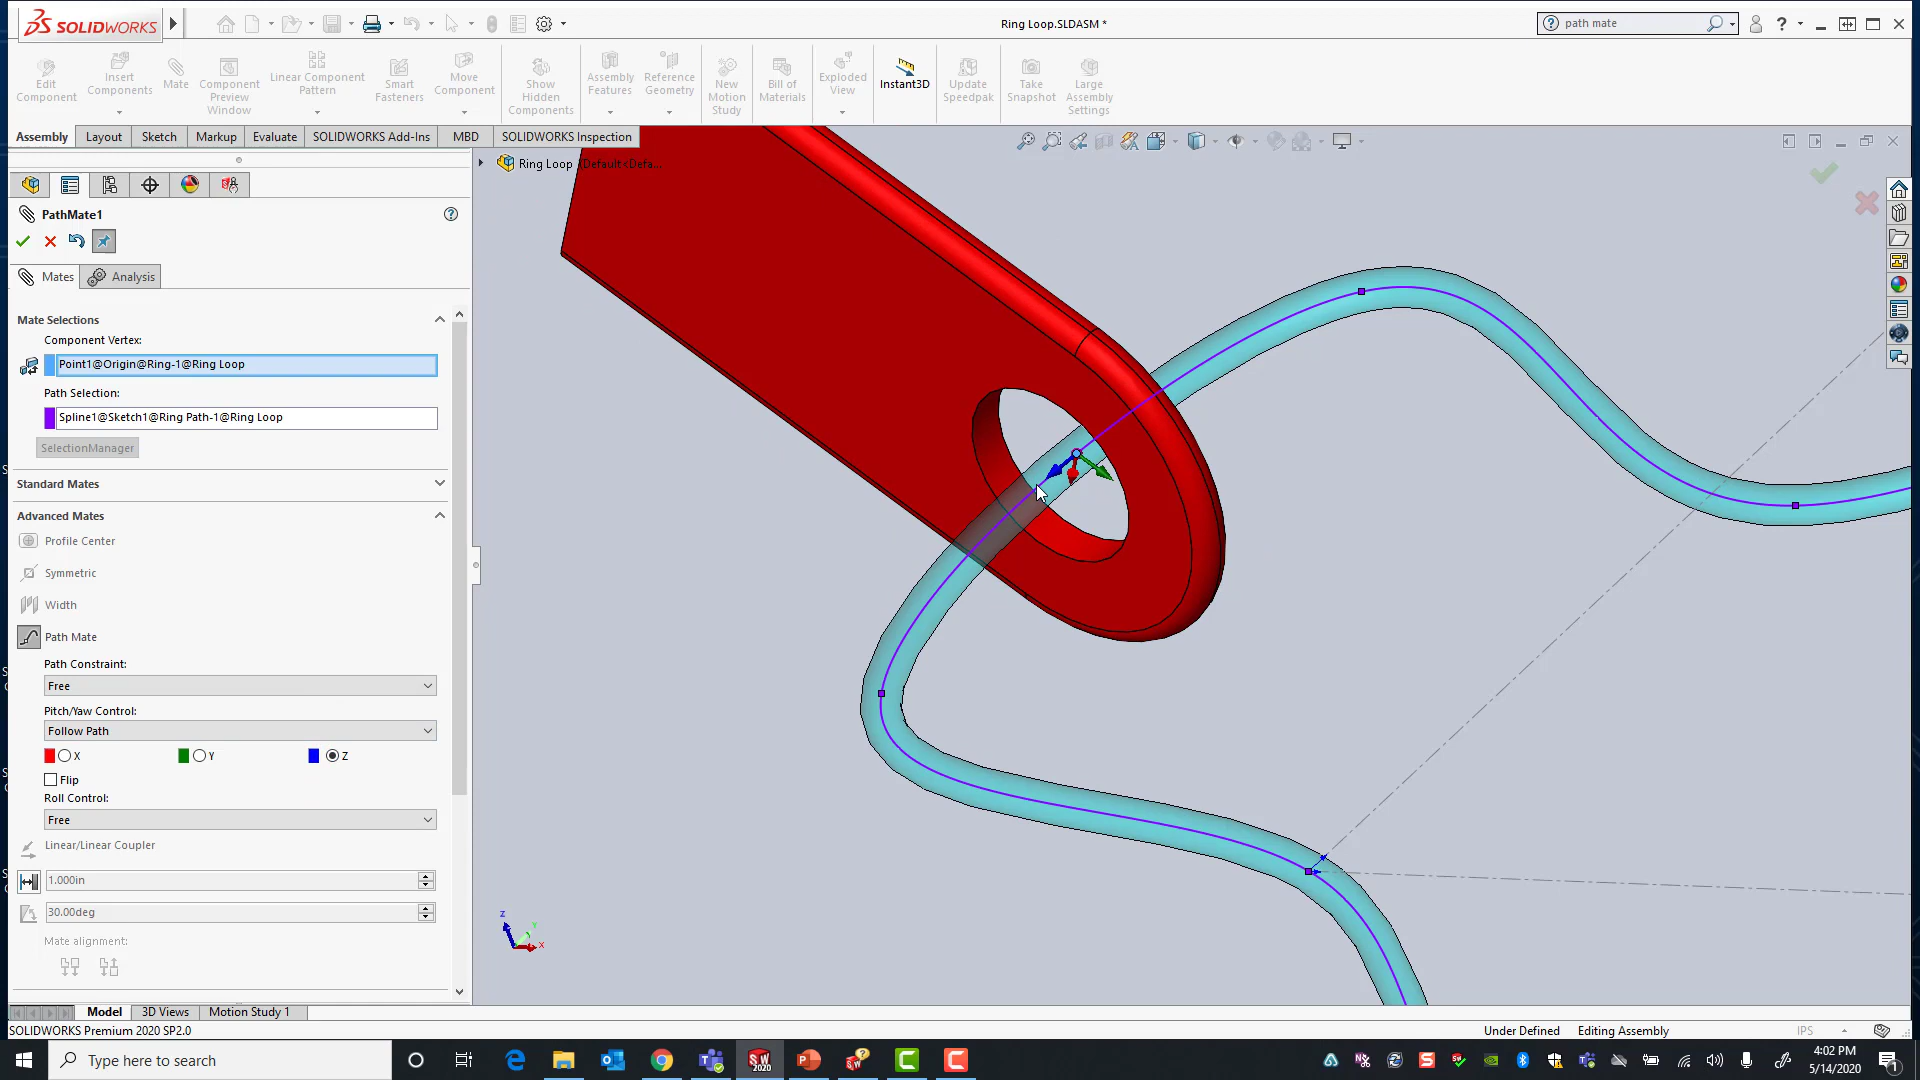 SOLIDWORKS
Ring Loop.SLDASM *
path mate
Edit Component
Insert Components
Mate
Component Preview Window
Linear Component Pattern
Smart Fasteners
Move Component
Show Hidden Components
Assembly Features
Reference Geometry
New Motion Study
Bill of Materials
Exploded View
Instant3D
Update Speedpak
Take Snapshot
Large Assembly Settings
Assembly
Layout
Sketch
Markup
Evaluate
SOLIDWORKS Add-Ins
MBD
SOLIDWORKS Inspection
Ring Loop (Default<Defa...
PathMate1
Mates
Analysis
Mate Selections
Component Vertex:
Point1@Origin@Ring-1@Ring Loop
Path Selection:
Spline1@Sketch1@Ring Path-1@Ring Loop
SelectionManager
Standard Mates
Advanced Mates
Profile Center
Symmetric
Width
Path Mate
Path Constraint:
Free
Pitch/Yaw Control:
Follow Path
X
Y
Z
Flip
Roll Control:
Free
Linear/Linear Coupler
1.000in
30.00deg
Mate alignment:
Z
Y
X
Model
3D Views
Motion Study 1
SOLIDWORKS Premium 2020 SP2.0
Under Defined
Editing Assembly
IPS
Type here to search
SW
2020
4:02 PM
5/14/2020
1